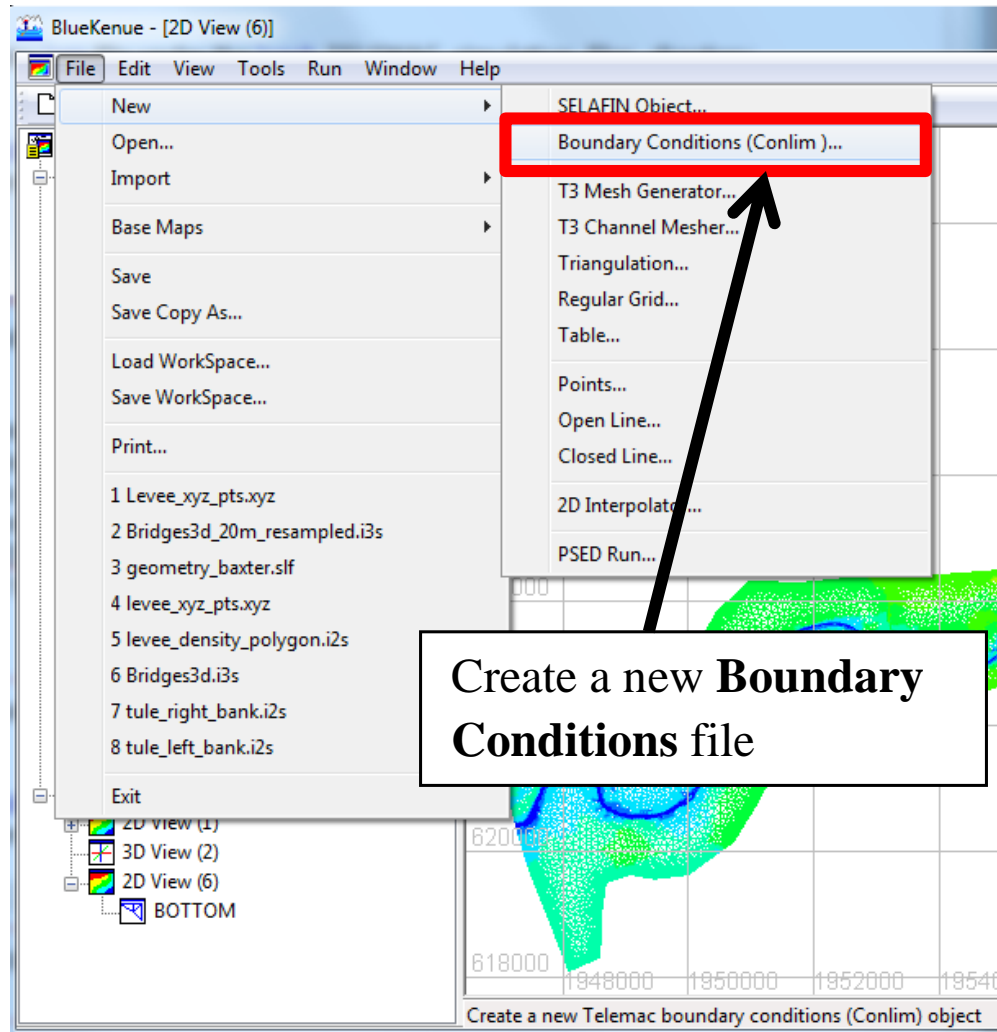 BlueKenue - [2D View (6)]
File Edit View Tools Run Window Help
New
Open...
Import
Base Maps
Save
Save Copy As...
Load WorkSpace...
Save WorkSpace...
Print...
1 Levee_xyz_pts.xyz
2 Bridges3d_20m_resampled.i3s
3 geometry_baxter.slf
4 levee_xyz_pts.xyz
5 levee_density_polygon.i2s
6 Bridges3d.i3s
7 tule_right_bank.i2s
8 tule_left_bank.i2s
Exit
SELAFIN Object...
Boundary Conditions (Conlim )...
T3 Mesh Generator...
T3 Channel Mesher...
Triangulation...
Regular Grid...
Table...
Points...
Open Line...
Closed Line...
2D Interpolator...
PSED Run...
Create a new Boundary
Conditions file
2D View (1)
3D View (2)
2D View (6)
BOTTOM
000
620000
618000
1948000 1950000 1952000 1954
Create a new Telemac boundary conditions (Conlim) object